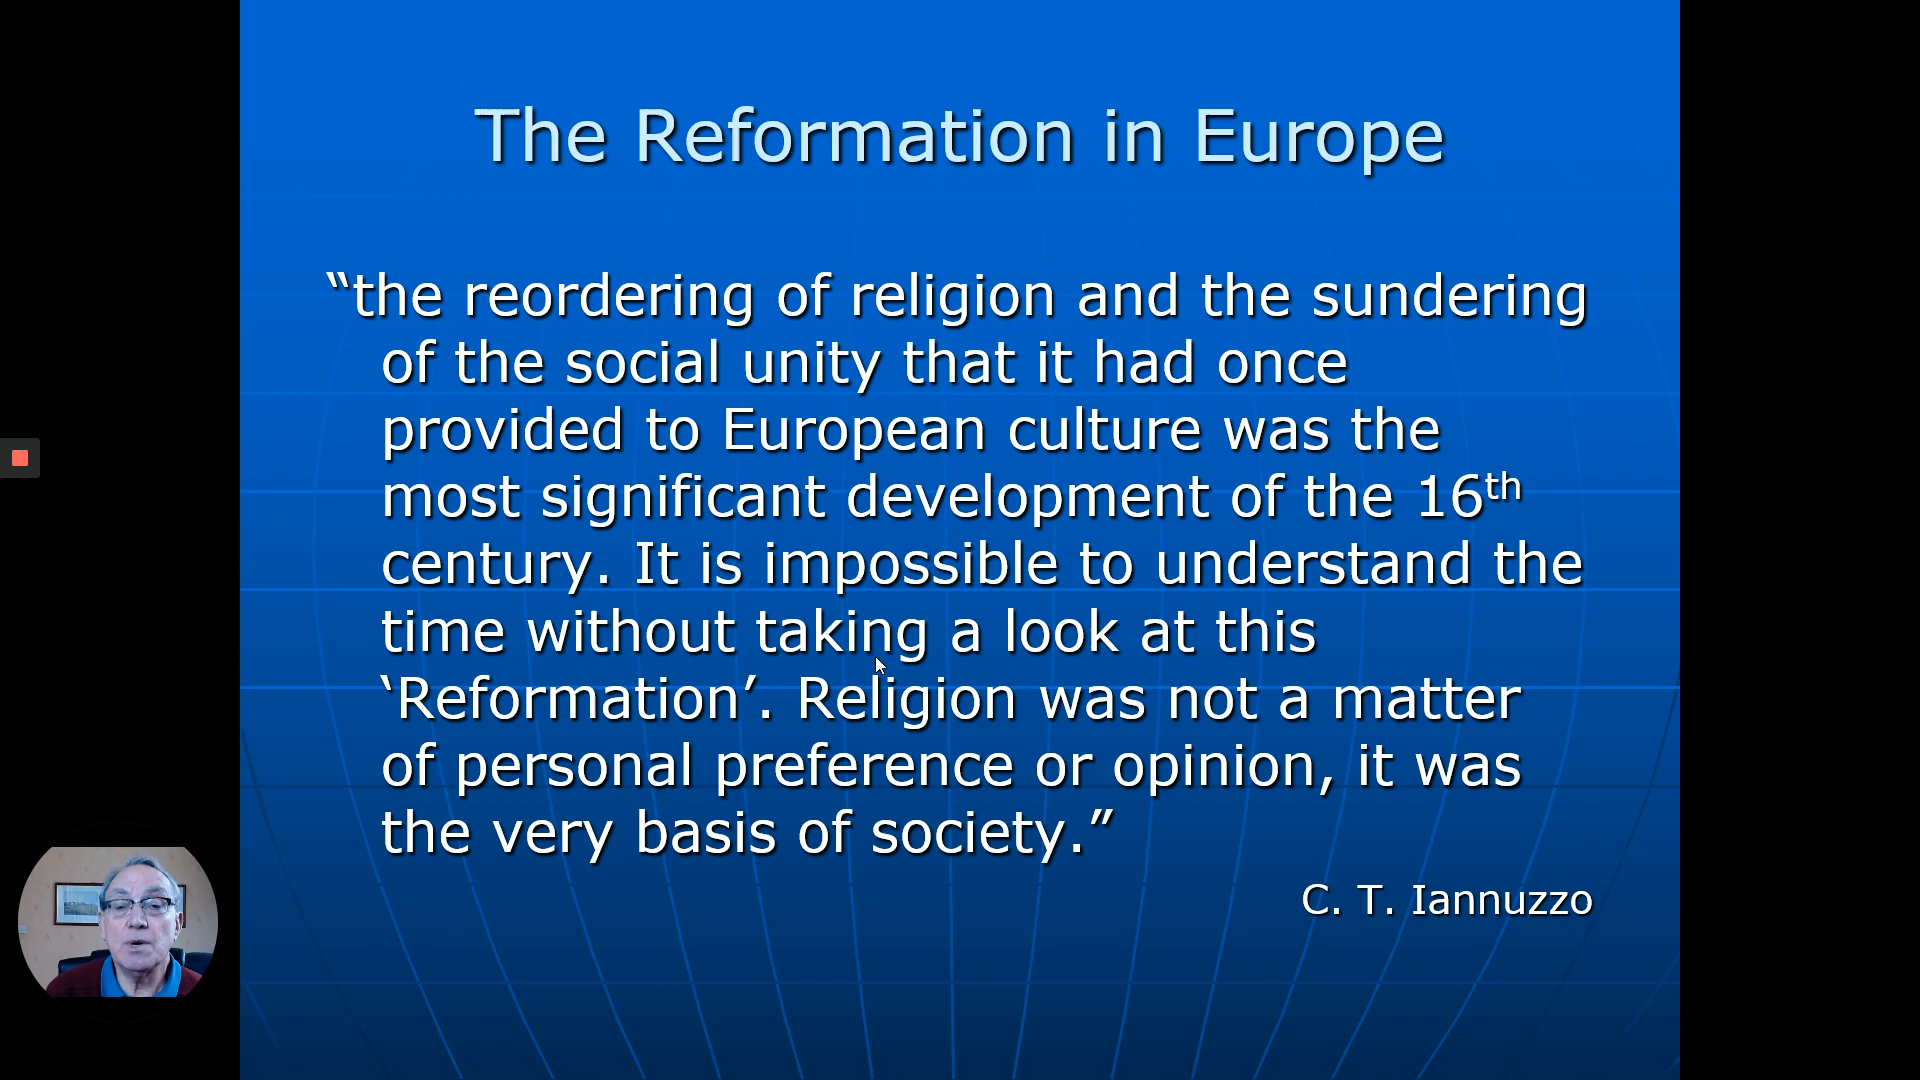 The Reformation in Europe
“the reordering of religion and the sundering
of the social unity that it had once
provided to European culture was the
most significant development of the 16th
century. It is impossible to understand the
time without taking a look at this
‘Reformation’. Religion was not a matter
of personal preference or opinion, it was
the very basis of society.”
C. T. Iannuzzo